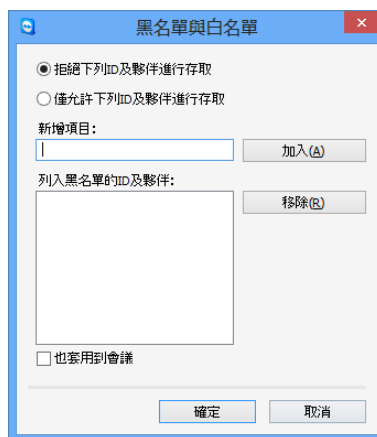 黑名單與白名單
拒絕下列ID及夥伴進行存取
僅允許下列ID及夥伴進行存取
新增項目:
加入(A)
列入黑名單的ID及夥伴:
移除(R)
也套用到會議
確定
取消